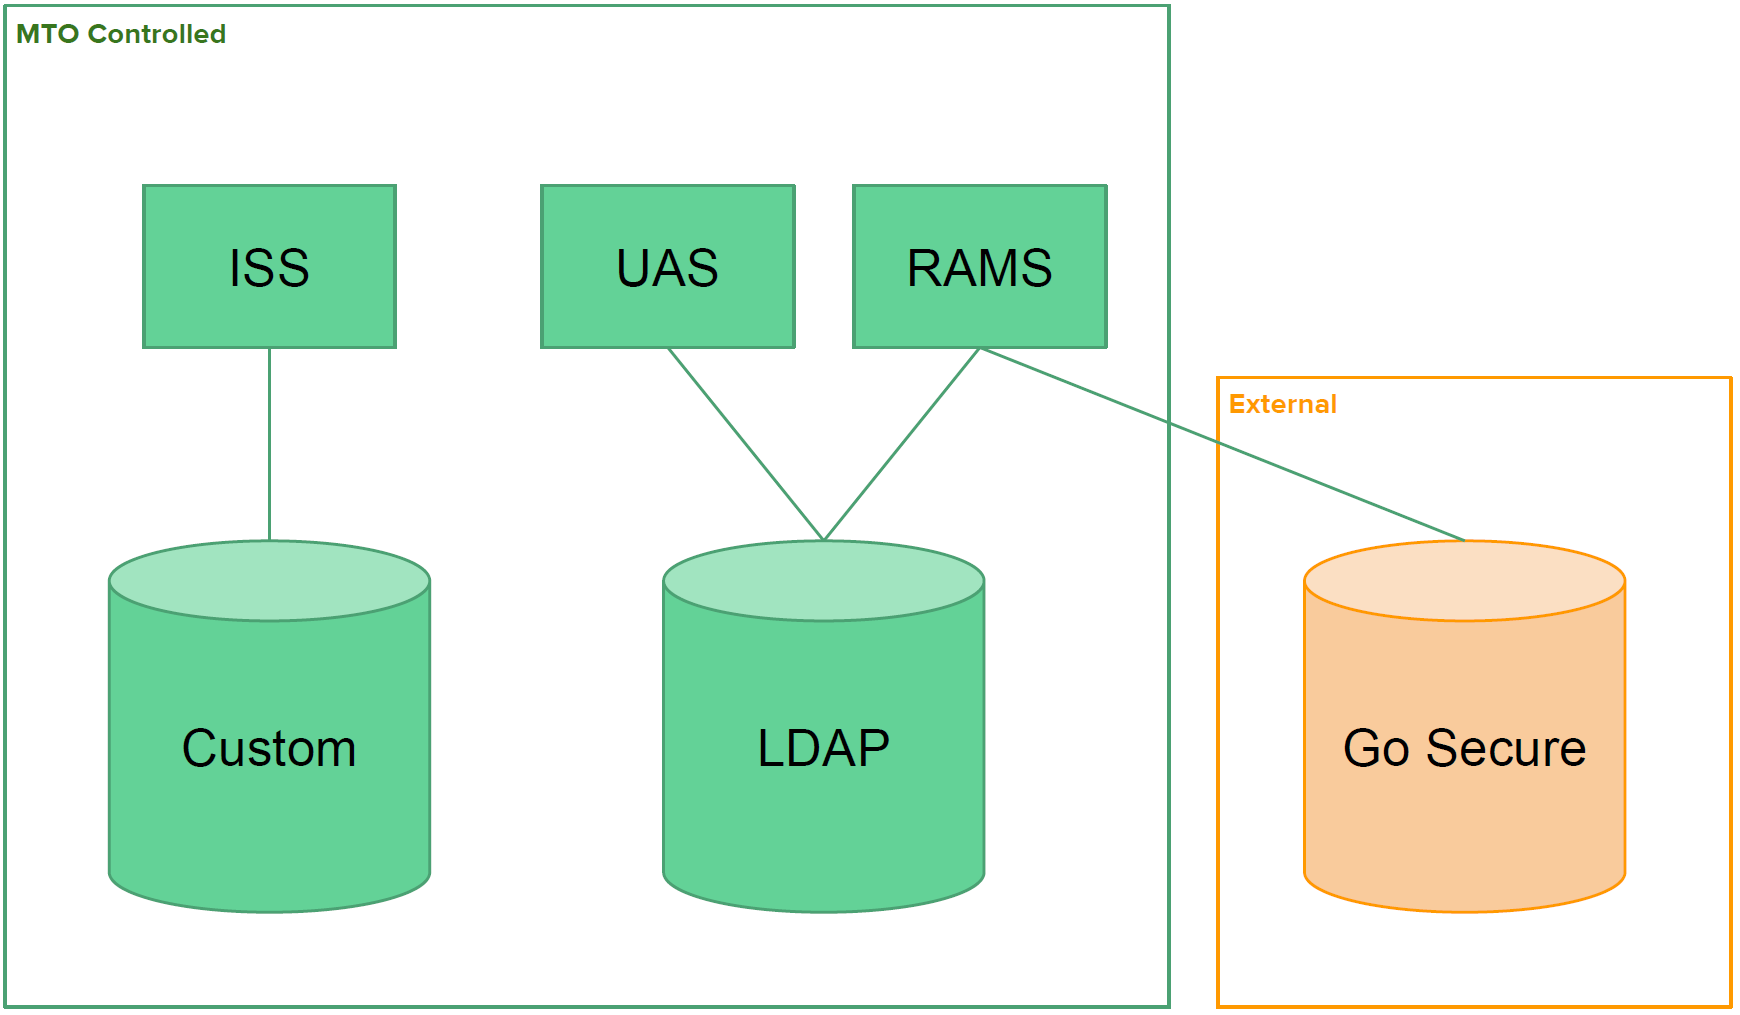 MTO Controlled
ISS
UAS
RAMS
External
Custom
LDAP
Go Secure